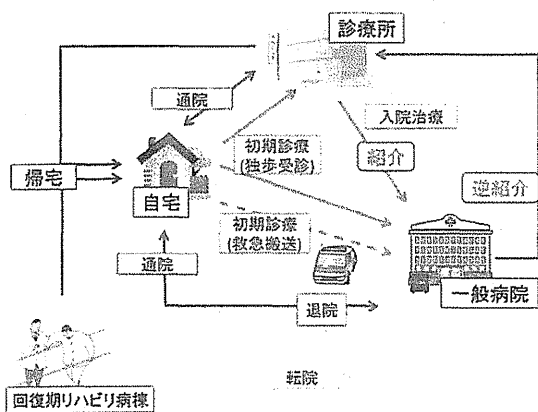 診療所
通院
入院治療
初期診療
(独歩受診)
紹介
帰宅
自宅
逆紹介
初期診療
(救急搬送)
通院
退院
一般病院
転院
回復期リハビリ病棟